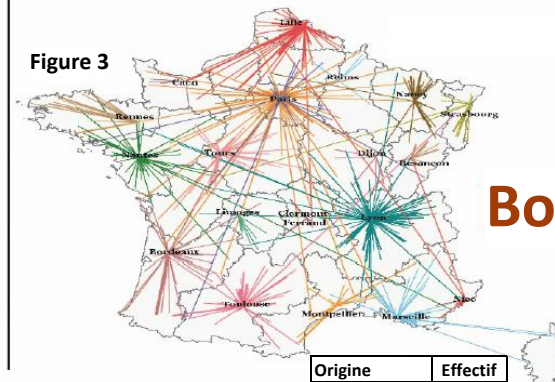 Lille
Figure 3
Caen
Reims
Paris
Nancy
Rennes
Strasbourg
Nantes
Tours
Dijon
Besançon
Limoges
Clermont
Ferrand
Lyon
Bo
Bordeaux
Toulouse
Nice
Montpellier
Marseille
Origine Effectif